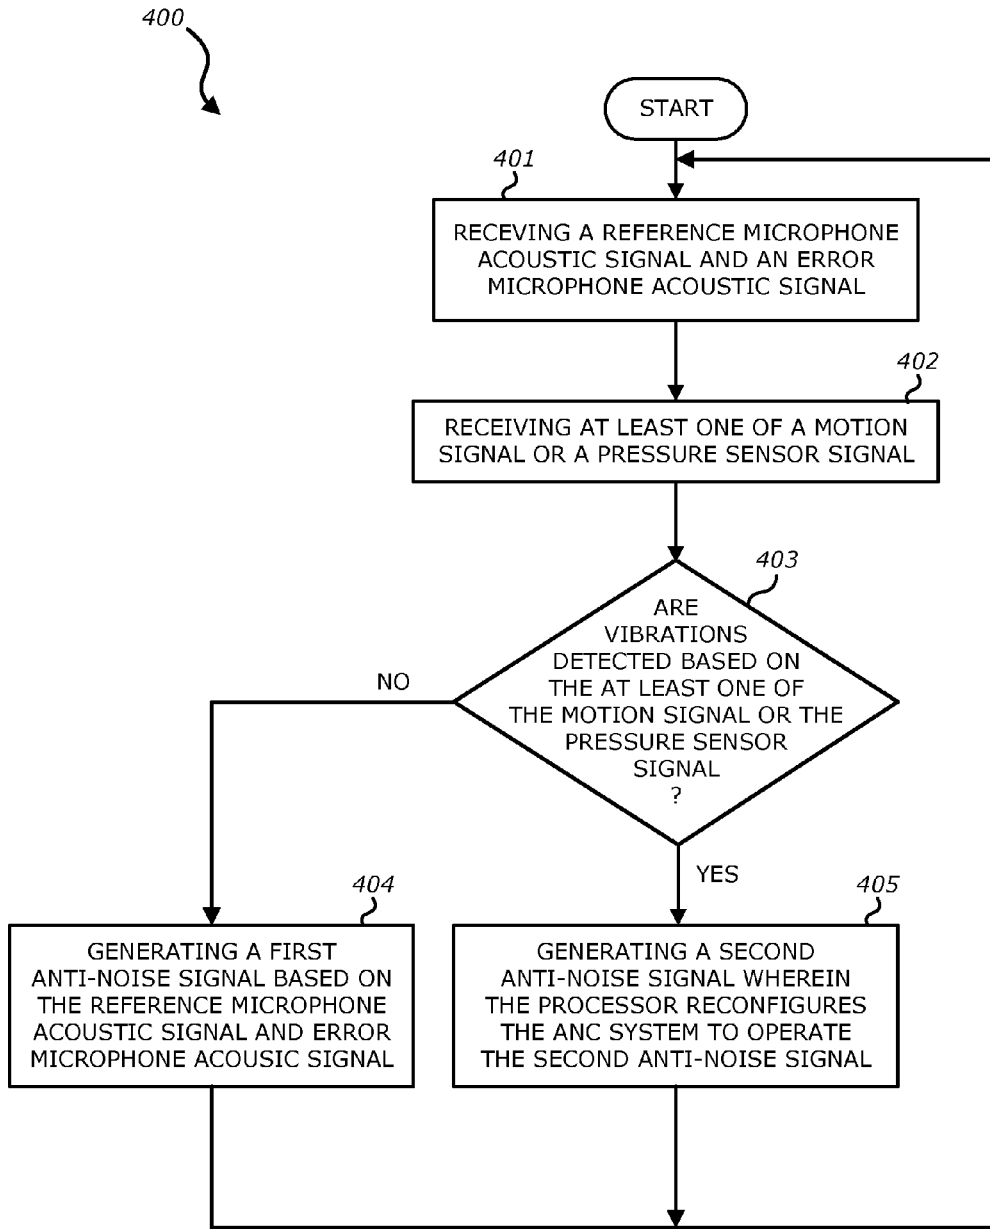 400
START
401
RECEVING A REFERENCE MICROPHONE
ACOUSTIC SIGNAL AND AN ERROR
MICROPHONE ACOUSTIC SIGNAL
402
RECEIVING AT LEAST ONE OF A MOTION
SIGNAL OR A PRESSURE SENSOR SIGNAL
403
ARE
VIBRATIONS
DETECTED BASED ON
THE AT LEAST ONE OF
THE MOTION SIGNAL OR THE
PRESSURE SENSOR
SIGNAL
?
NO
YES
404
GENERATING A FIRST
ANTI-NOISE SIGNAL BASED ON
THE REFERENCE MICROPHONE
ACOUSTIC SIGNAL AND ERROR
MICROPHONE ACOUSIC SIGNAL
405
GENERATING A SECOND
ANTI-NOISE SIGNAL WHEREIN
THE PROCESSOR RECONFIGURES
THE ANC SYSTEM TO OPERATE
THE SECOND ANTI-NOISE SIGNAL